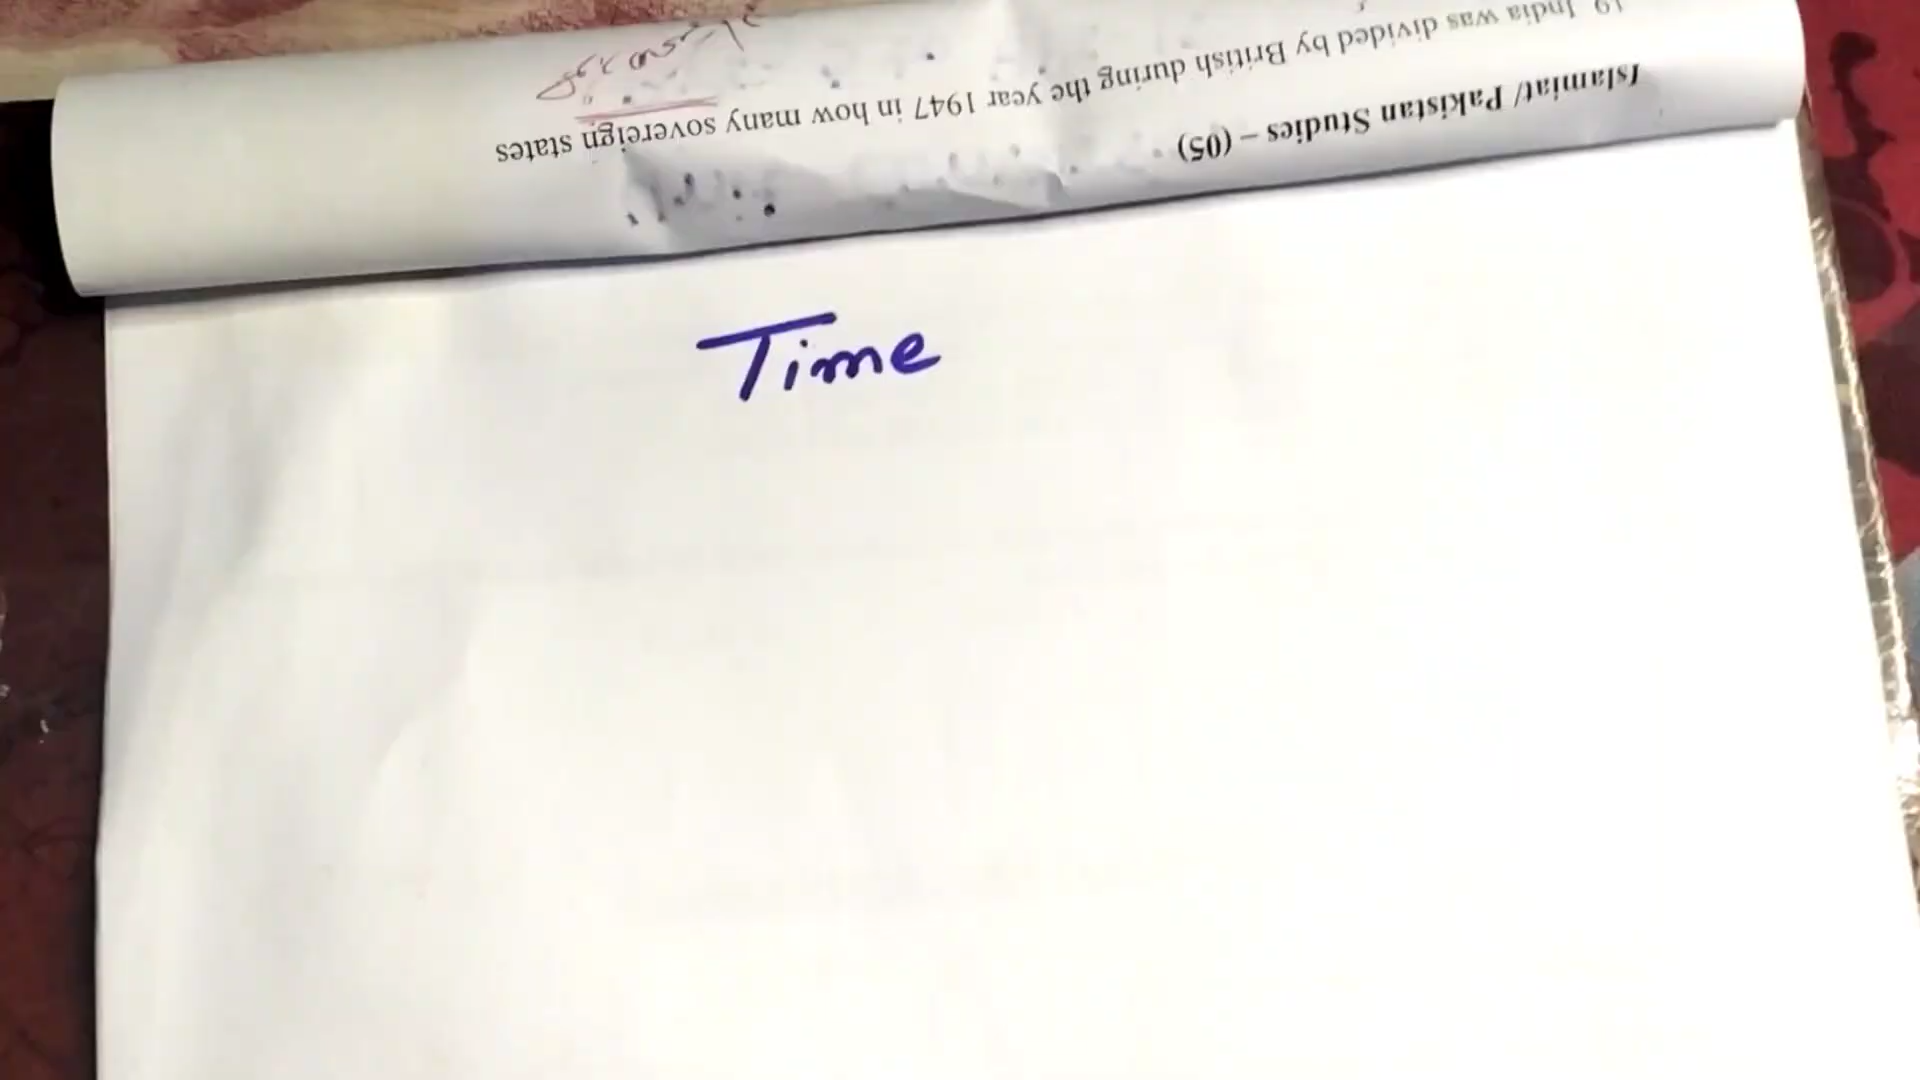 Islamiat/ Pakistan Studies – (05)
19. India was divided by British during the year 1947 in how many sovereign states
Time